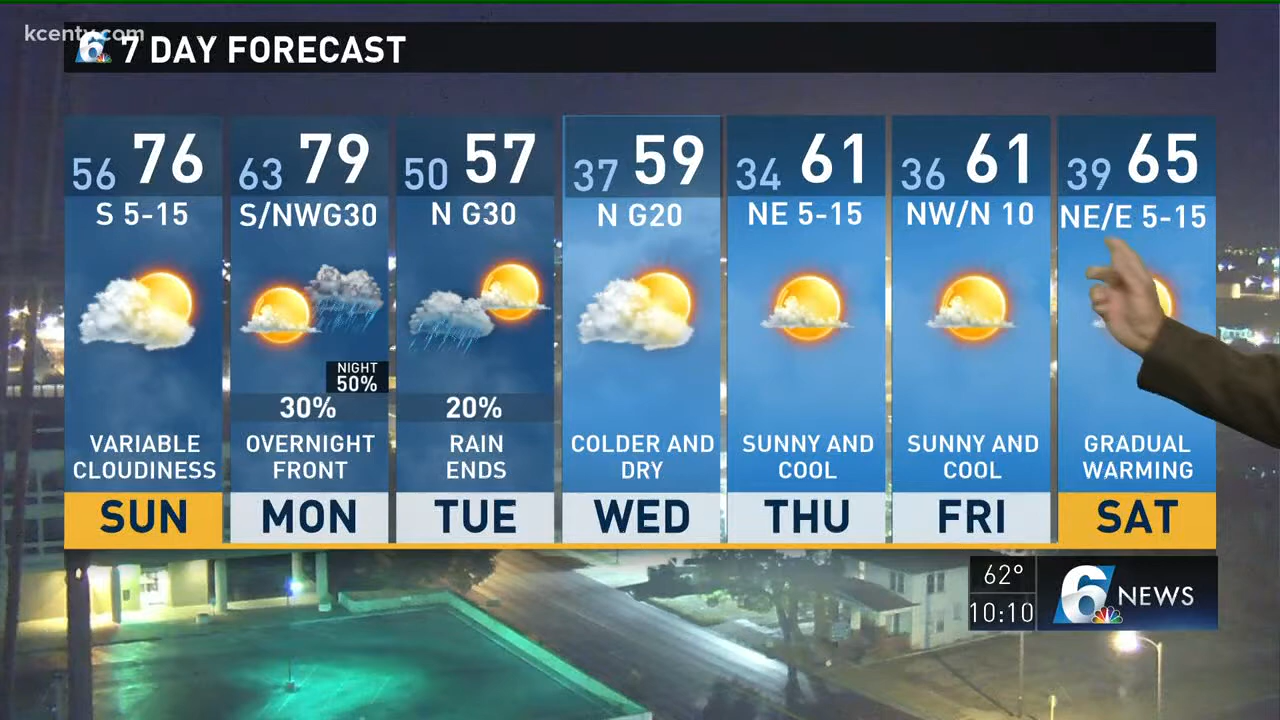 kcentv.com
6 7 DAY FORECAST
56 76
S 5-15
VARIABLE
CLOUDINESS
SUN
63 79
S/NWG30
NIGHT
50%
30%
OVERNIGHT
FRONT
MON
50 57
N G30
20%
RAIN
ENDS
TUE
37 59
N G20
COLDER AND
DRY
WED
34 61
NE 5-15
SUNNY AND
COOL
THU
36 61
NW/N 10
SUNNY AND
COOL
FRI
39 65
NE/E 5-15
GRADUAL
WARMING
SAT
62°
10:10
6 NEWS